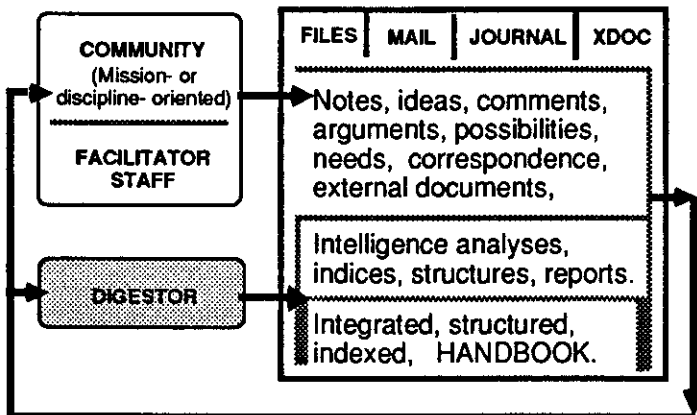 COMMUNITY
(Mission- or
discipline- oriented)
FACILITATOR
STAFF
DIGESTOR
FILES MAIL JOURNAL XDOC
Notes, ideas, comments,
arguments, possibilities,
needs, correspondence,
external documents,
Intelligence analyses,
indices, structures, reports.
Integrated, structured,
indexed, HANDBOOK.